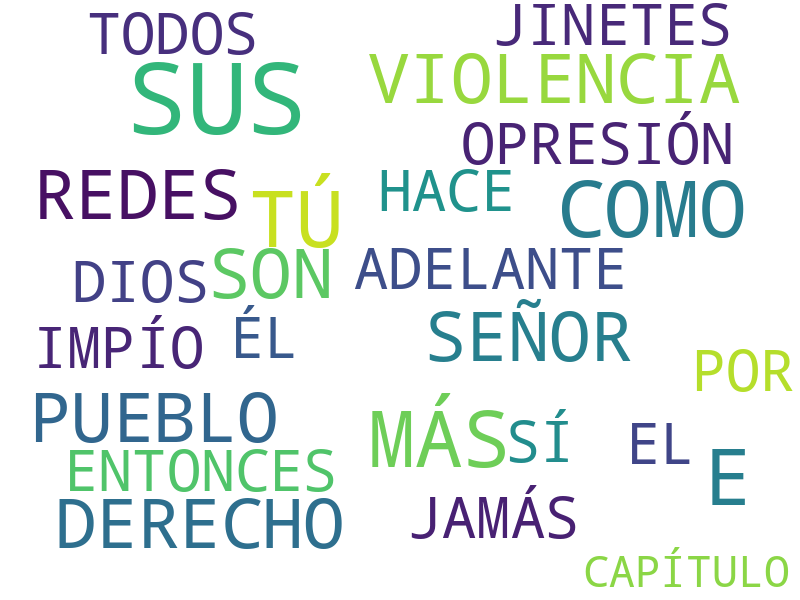 TODOS JINETES
SUS VIOLENCIA
OPRESIÓN
REDES TÚ HACE COMO
DIOS SON ADELANTE
IMPÍO ÉL SEÑOR
POR
PUEBLO MÁS SÍ EL
ENTONCES E
DERECHO JAMÁS
CAPÍTULO